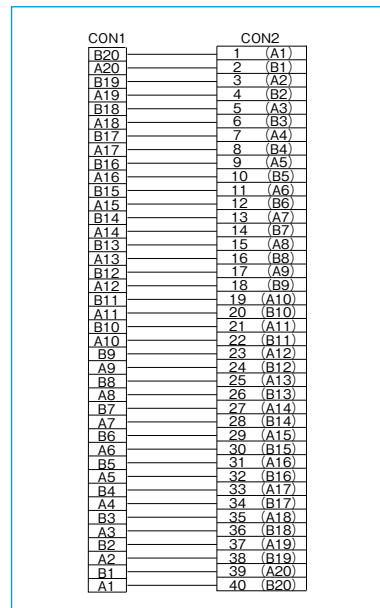 CON1 CON2
B20 1 (A1)
A20 2 (B1)
B19 3 (A2)
A19 4 (B2)
B18 5 (A3)
A18 6 (B3)
B17 7 (A4)
A17 8 (B4)
B16 9 (A5)
A16 10 (B5)
B15 11 (A6)
A15 12 (B6)
B14 13 (A7)
A14 14 (B7)
B13 15 (A8)
A13 16 (B8)
B12 17 (A9)
A12 18 (B9)
B11 19 (A10)
A11 20 (B10)
B10 21 (A11)
A10 22 (B11)
B9 23 (A12)
A9 24 (B12)
B8 25 (A13)
A8 26 (B13)
B7 27 (A14)
A7 28 (B14)
B6 29 (A15)
A6 30 (B15)
B5 31 (A16)
A5 32 (B16)
B4 33 (A17)
A4 34 (B17)
B3 35 (A18)
A3 36 (B18)
B2 37 (A19)
A2 38 (B19)
B1 39 (A20)
A1 40 (B20)